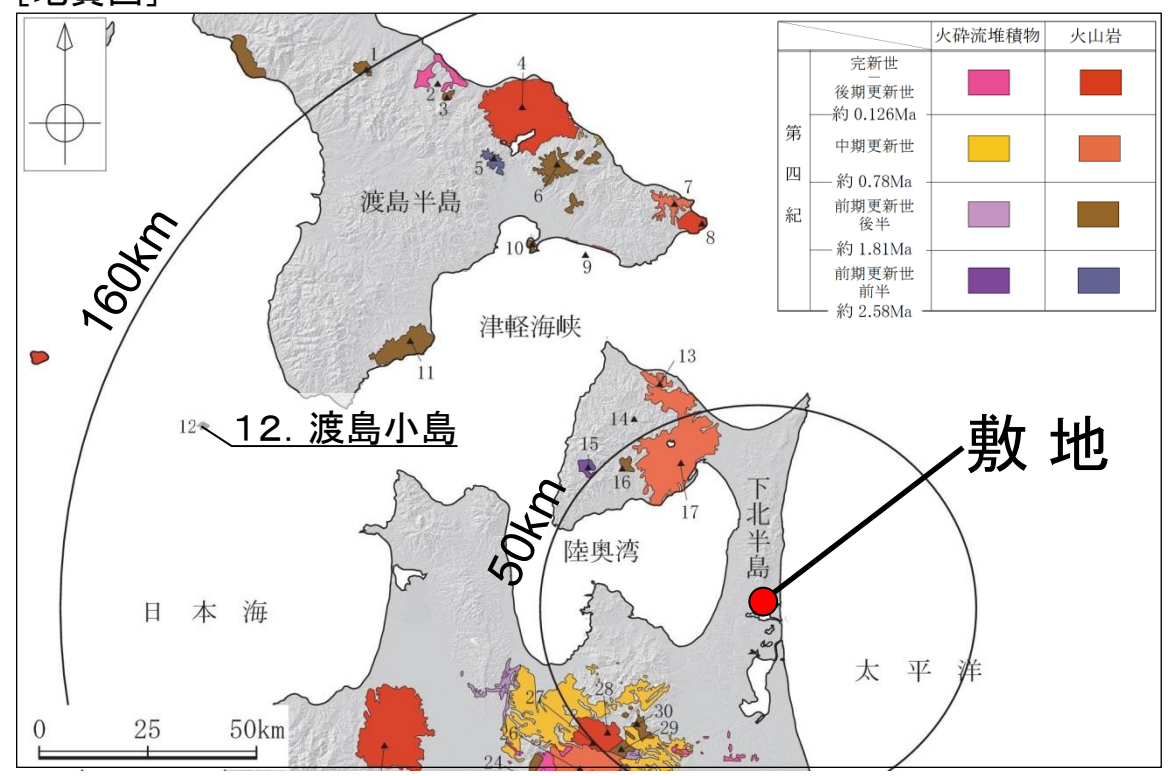 [地質図]
火砕流堆積物 火山岩
第四紀
完新世
|
後期更新世
約 0.126Ma
中期更新世
約 0.78Ma
前期更新世
後半
約 1.81Ma
前期更新世
前半
約 2.58Ma
1
2
3
4
5
6
7
8
9
10
11
渡島半島
160km
津軽海峡
12
12. 渡島小島
13
14
15
16
17
敷 地
50km
下北半島
陸奥湾
日 本 海
太 平 洋
27
28
30
29
26
24
0 25 50km